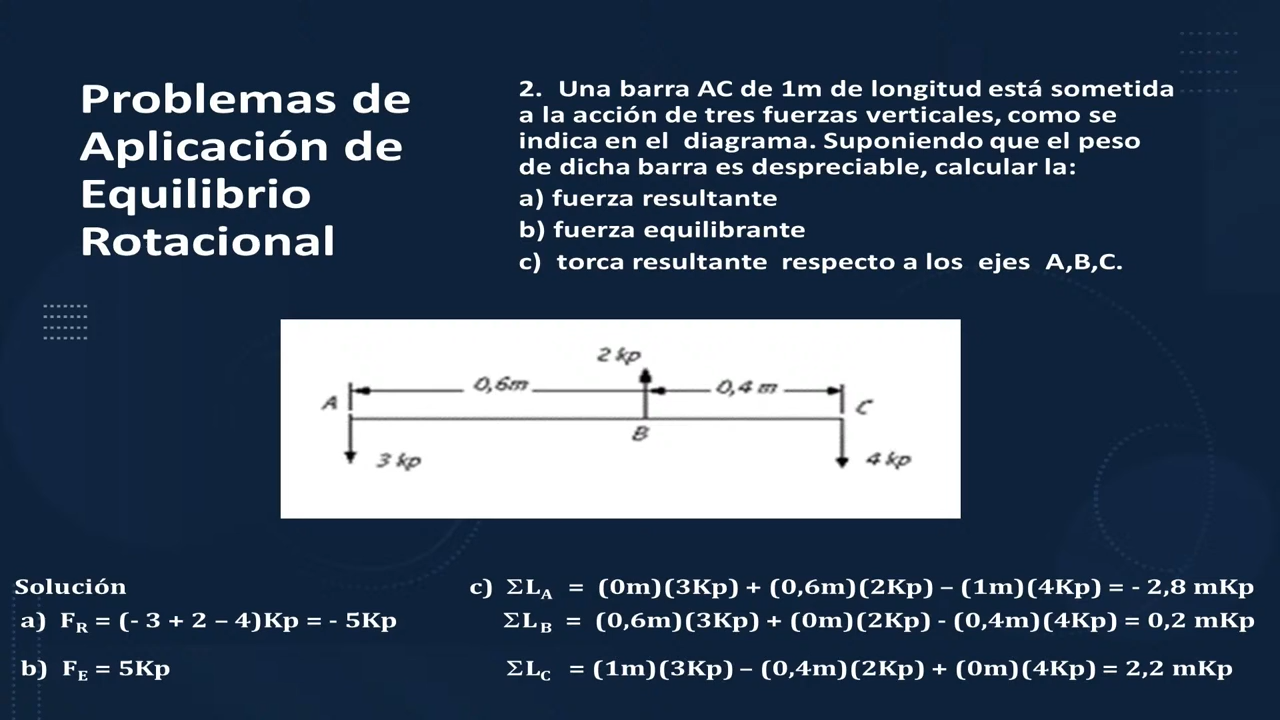 Problemas de
Aplicación de
Equilibrio
Rotacional
2. Una barra AC de 1m de longitud está sometida
a la acción de tres fuerzas verticales, como se
indica en el diagrama. Suponiendo que el peso
de dicha barra es despreciable, calcular la:
a) fuerza resultante
b) fuerza equilibrante
c) torca resultante respecto a los ejes A,B,C.
2 kp
0,6m
0,4 m
A
C
B
3 kp
4 kp
Solución
a) F_R = (- 3 + 2 – 4)Kp = - 5Kp
b) F_E = 5Kp
c) ΣL_A = (0m)(3Kp) + (0,6m)(2Kp) – (1m)(4Kp) = - 2,8 mKp
ΣL_B = (0,6m)(3Kp) + (0m)(2Kp) - (0,4m)(4Kp) = 0,2 mKp
ΣL_C = (1m)(3Kp) – (0,4m)(2Kp) + (0m)(4Kp) = 2,2 mKp